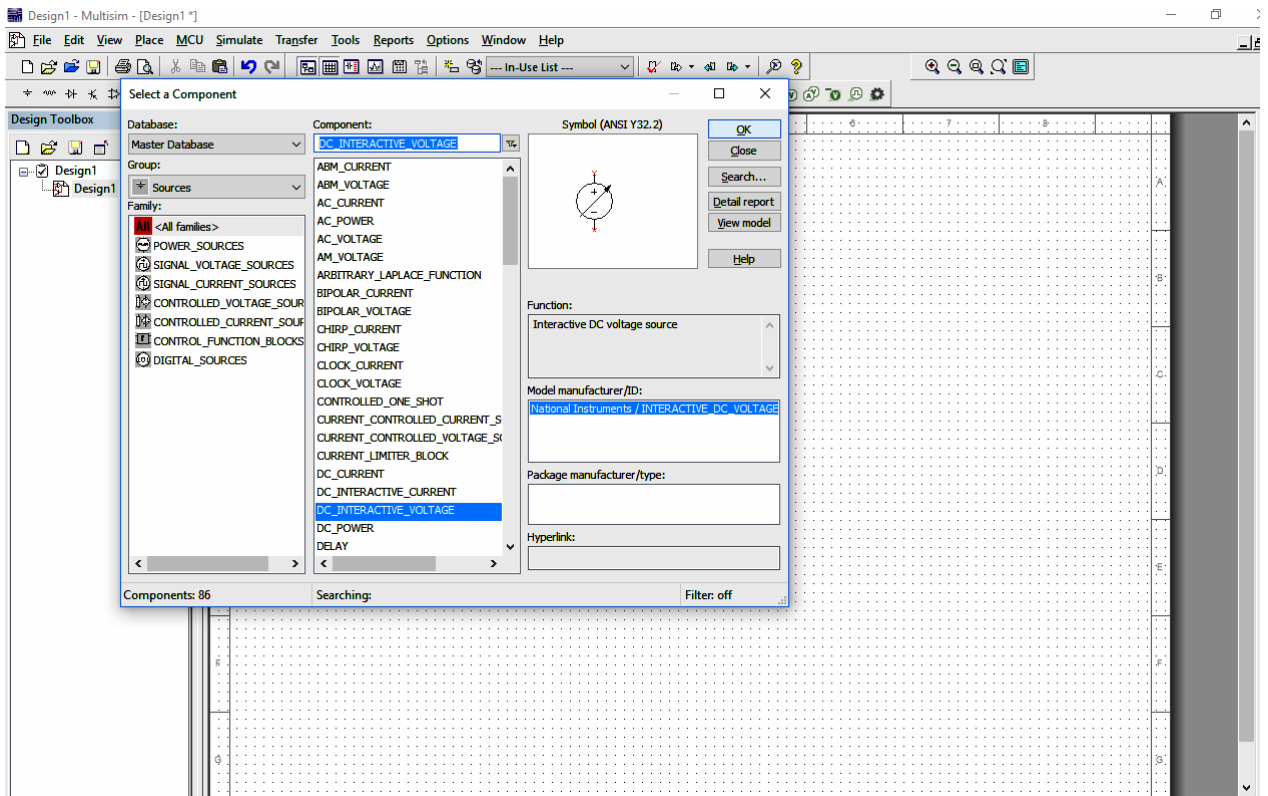 Design1 - Multisim - [Design1 *]
File Edit View Place MCU Simulate Transfer Tools Reports Options Window Help
--- In-Use List ---
Select a Component
Design Toolbox
Design1
Design1
Database:
Master Database
Group:
Sources
Family:
All <All families>
POWER_SOURCES
SIGNAL_VOLTAGE_SOURCES
SIGNAL_CURRENT_SOURCES
CONTROLLED_VOLTAGE_SOUR
CONTROLLED_CURRENT_SOUR
CONTROL_FUNCTION_BLOCKS
DIGITAL_SOURCES
Component:
DC_INTERACTIVE_VOLTAGE
ABM_CURRENT
ABM_VOLTAGE
AC_CURRENT
AC_POWER
AC_VOLTAGE
AM_VOLTAGE
ARBITRARY_LAPLACE_FUNCTION
BIPOLAR_CURRENT
BIPOLAR_VOLTAGE
CHIRP_CURRENT
CHIRP_VOLTAGE
CLOCK_CURRENT
CLOCK_VOLTAGE
CONTROLLED_ONE_SHOT
CURRENT_CONTROLLED_CURRENT_S
CURRENT_CONTROLLED_VOLTAGE_S
CURRENT_LIMITER_BLOCK
DC_CURRENT
DC_INTERACTIVE_CURRENT
DC_INTERACTIVE_VOLTAGE
DC_POWER
DELAY
Symbol (ANSI Y32.2)
OK
Close
Search...
Detail report
View model
Help
Function:
Interactive DC voltage source
Model manufacturer/ID:
National Instruments / INTERACTIVE_DC_VOLTAGE
Package manufacturer/type:
Hyperlink:
Components: 86
Searching:
Filter: off
6 7 8
A
B
C
D
E
F F
G G